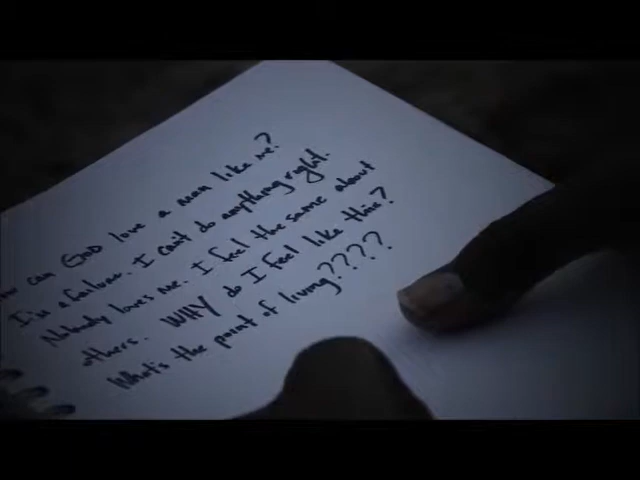 can GOD love a man like me?
I'm a failure. I can't do anything right.
Nobody loves me. I feel the same about
others. WHY do I feel like this?
What's the point of living????